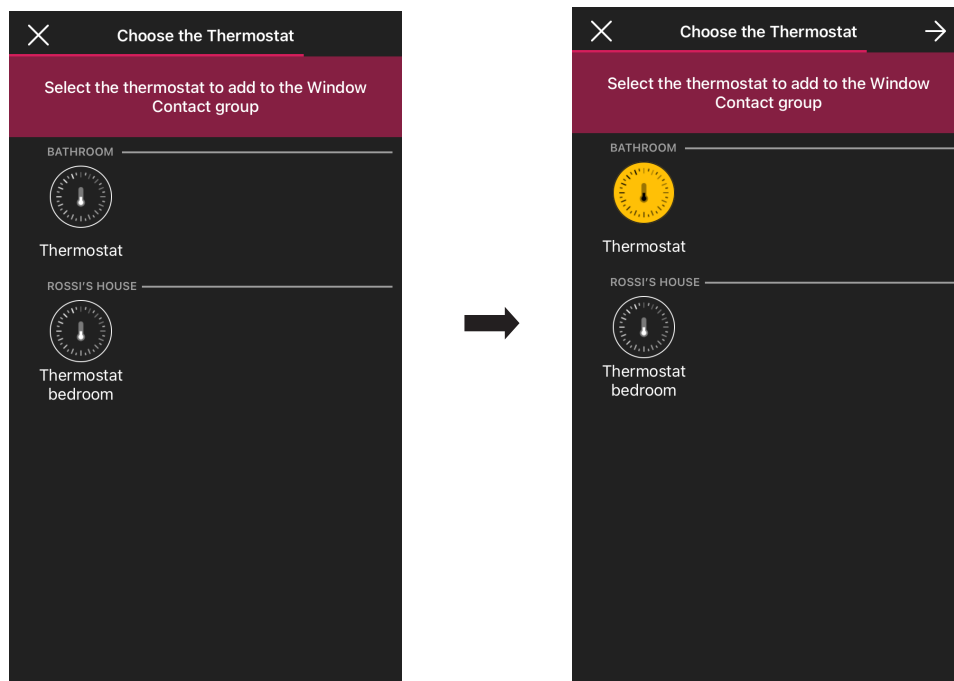 Choose the Thermostat
Select the thermostat to add to the Window
Contact group
BATHROOM
Thermostat
ROSSI'S HOUSE
Thermostat
bedroom
Choose the Thermostat
Select the thermostat to add to the Window
Contact group
BATHROOM
Thermostat
ROSSI'S HOUSE
Thermostat
bedroom